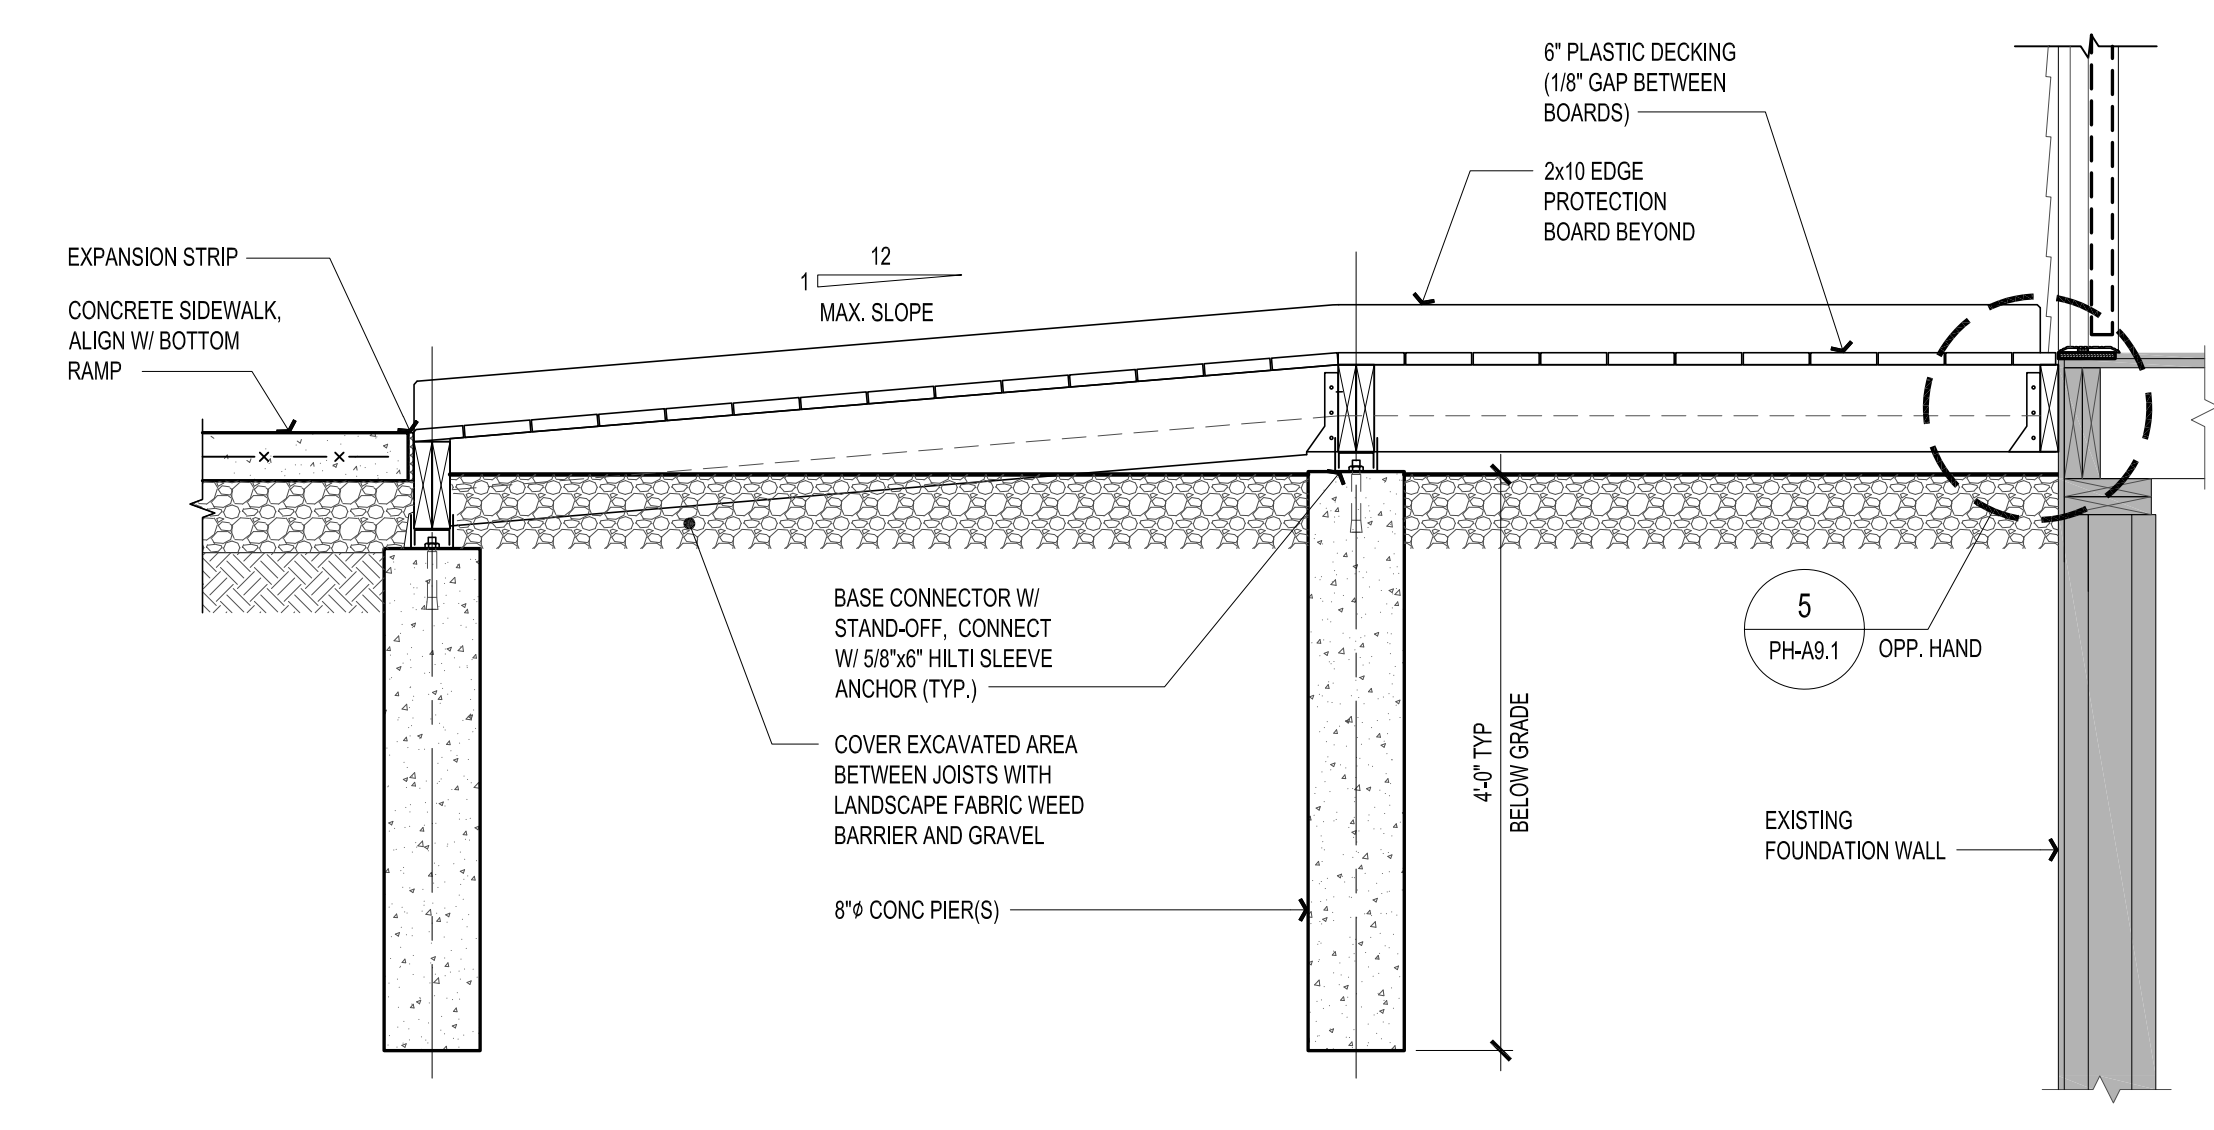 6" PLASTIC DECKING
(1/8" GAP BETWEEN
BOARDS)
2x10 EDGE
PROTECTION
BOARD BEYOND
EXPANSION STRIP
CONCRETE SIDEWALK,
ALIGN W/ BOTTOM
RAMP
12
1
MAX. SLOPE
BASE CONNECTOR W/
STAND-OFF, CONNECT
W/ 5/8"x6" HILTI SLEEVE
ANCHOR (TYP.)
COVER EXCAVATED AREA
BETWEEN JOISTS WITH
LANDSCAPE FABRIC WEED
BARRIER AND GRAVEL
8"ø CONC PIER(S)
4'-0" TYP
BELOW GRADE
5
PH-A9.1
OPP. HAND
EXISTING
FOUNDATION WALL